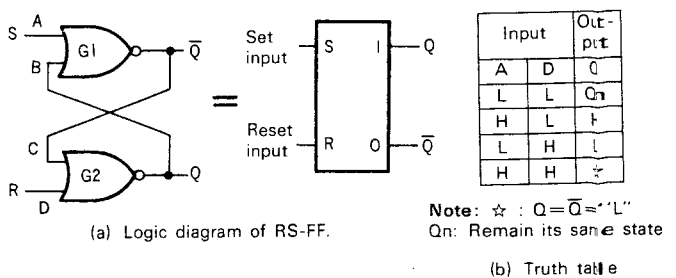 S A
G1
Q̄
B
C
G2
Q
R
D
=
Set
input
S
1
Q
Reset
input
R
0
Q̄
(a) Logic diagram of RS-FF.
Input Out-
put
A D Q
L L Qn
H L
L H
H H ☆
Note: ☆ : Q=Q̄="L"
Qn: Remain its same state
(b) Truth table